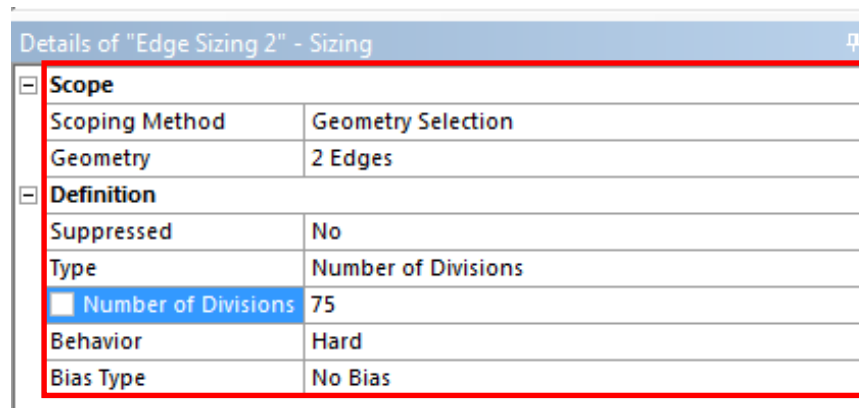 Details of "Edge Sizing 2" - Sizing
Scope
Scoping Method Geometry Selection
Geometry 2 Edges
Definition
Suppressed No
Type Number of Divisions
Number of Divisions 75
Behavior Hard
Bias Type No Bias